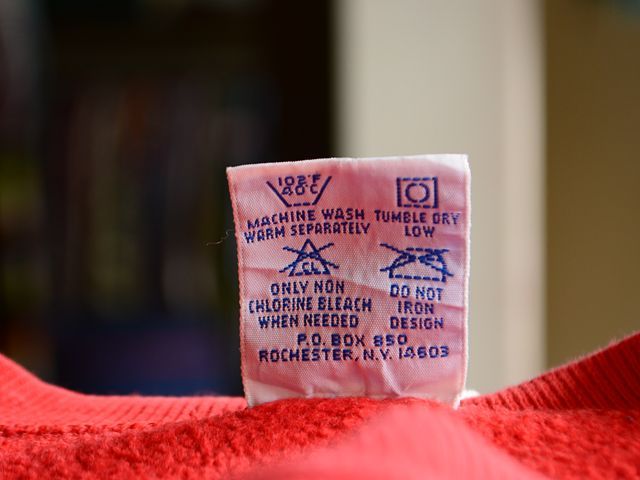 102°F
40°C
MACHINE WASH
WARM SEPARATELY
TUMBLE DRY
LOW
CL
ONLY NON
CHLORINE BLEACH
WHEN NEEDED
DO NOT
IRON
DESIGN
P.O. BOX 850
ROCHESTER, N.Y. 14603